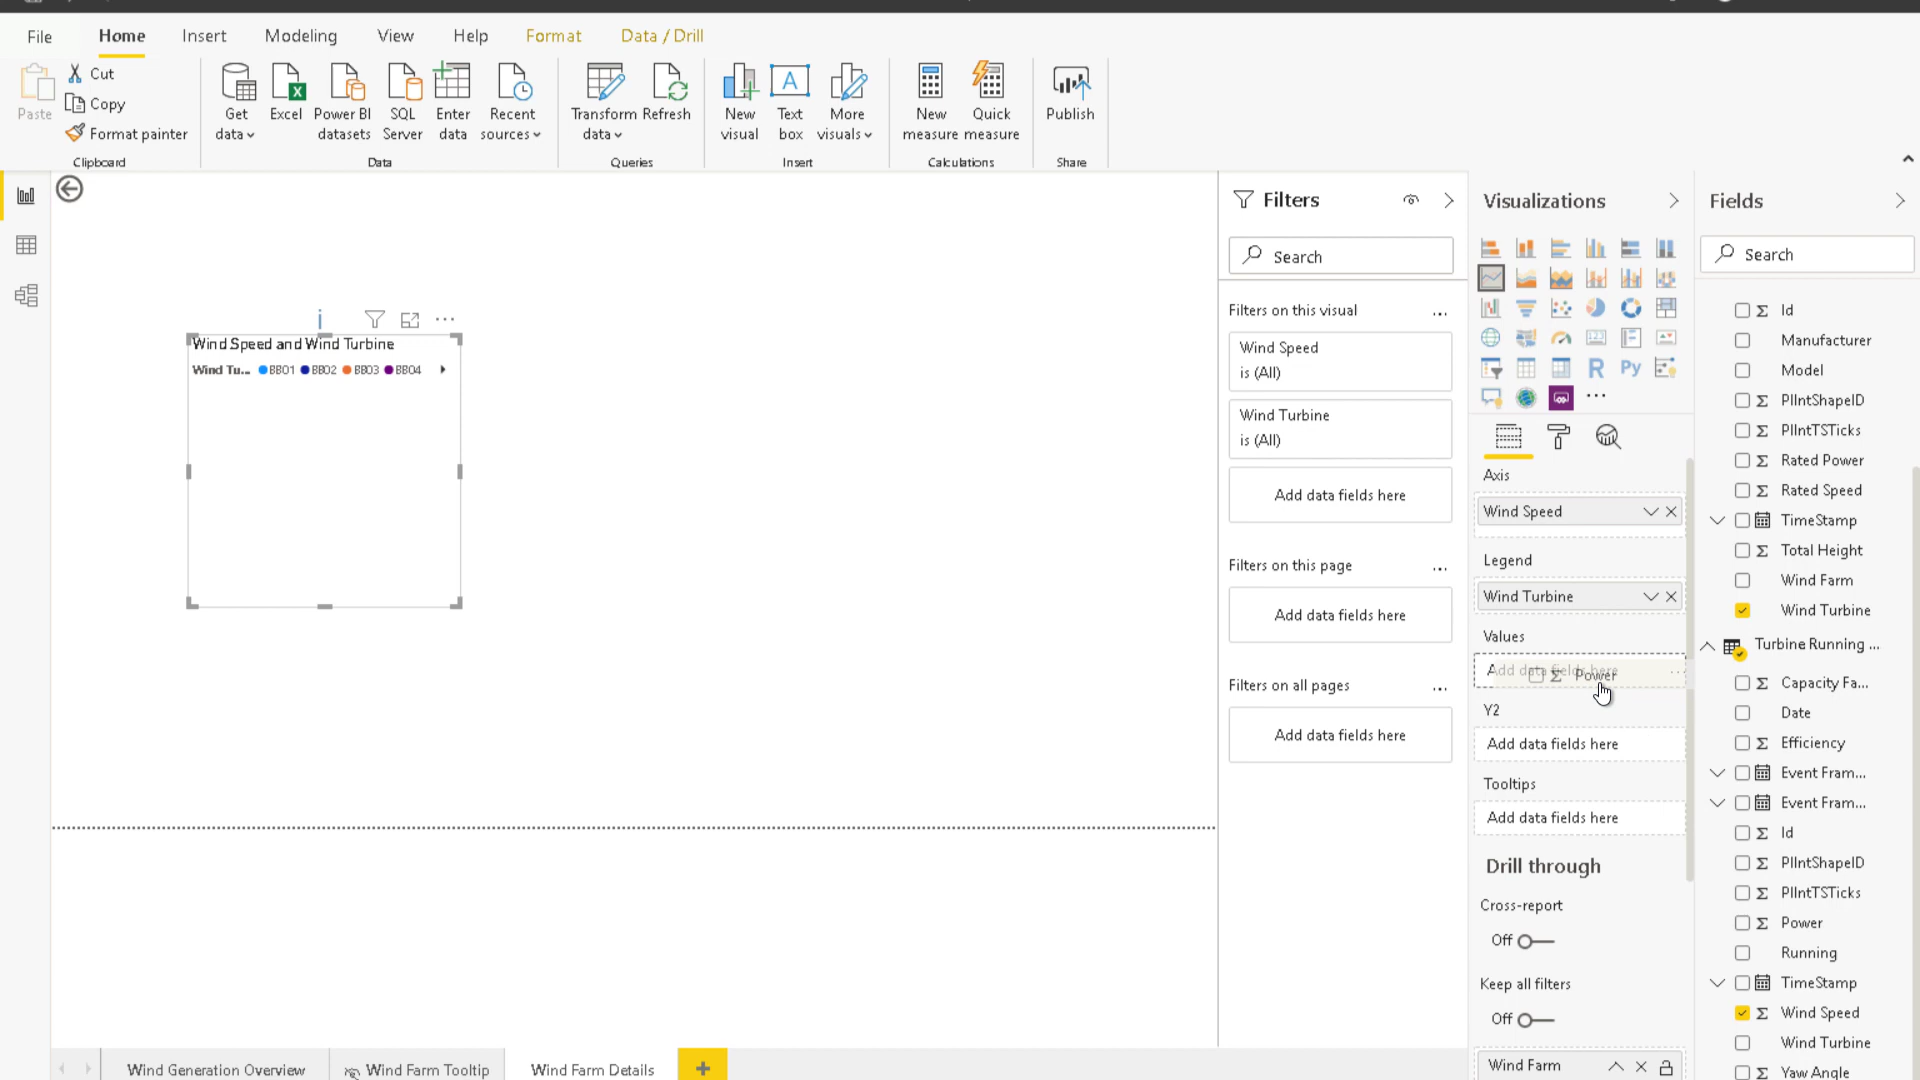 File
Home
Insert
Modeling
View
Help
Format
Data / Drill
Paste
Cut
Copy
Format painter
Clipboard
Get
data
Excel
Power BI
datasets
SQL
Server
Enter
data
Recent
sources
Data
Transform
data
Refresh
Queries
New
visual
A
Text
box
More
visuals
Insert
New
measure
Quick
measure
Calculations
Publish
Share
Wind Speed and Wind Turbine
Wind Tu... BB01 BB02 BB03 BB04
Filters
Search
Filters on this visual ...
Wind Speed
is (All)
Wind Turbine
is (All)
Add data fields here
Filters on this page ...
Add data fields here
Filters on all pages ...
Add data fields here
Visualizations
123
R
Py
...
Axis
Wind Speed
Legend
Wind Turbine
Values
Add data fields here
Σ Power
Y2
Add data fields here
Tooltips
Add data fields here
Drill through
Cross-report
Off
Keep all filters
Off
Wind Farm
Fields
Search
Σ Id
Manufacturer
Model
Σ PIIntShapeID
Σ PIIntTSTicks
Σ Rated Power
Σ Rated Speed
TimeStamp
Σ Total Height
Wind Farm
Wind Turbine
Turbine Running ...
Σ Capacity Fa...
Date
Σ Efficiency
Event Fram...
Event Fram...
Σ Id
Σ PIIntShapeID
Σ PIIntTSTicks
Σ Power
Running
TimeStamp
Σ Wind Speed
Wind Turbine
Σ Yaw Angle
Wind Generation Overview
Wind Farm Tooltip
Wind Farm Details
+